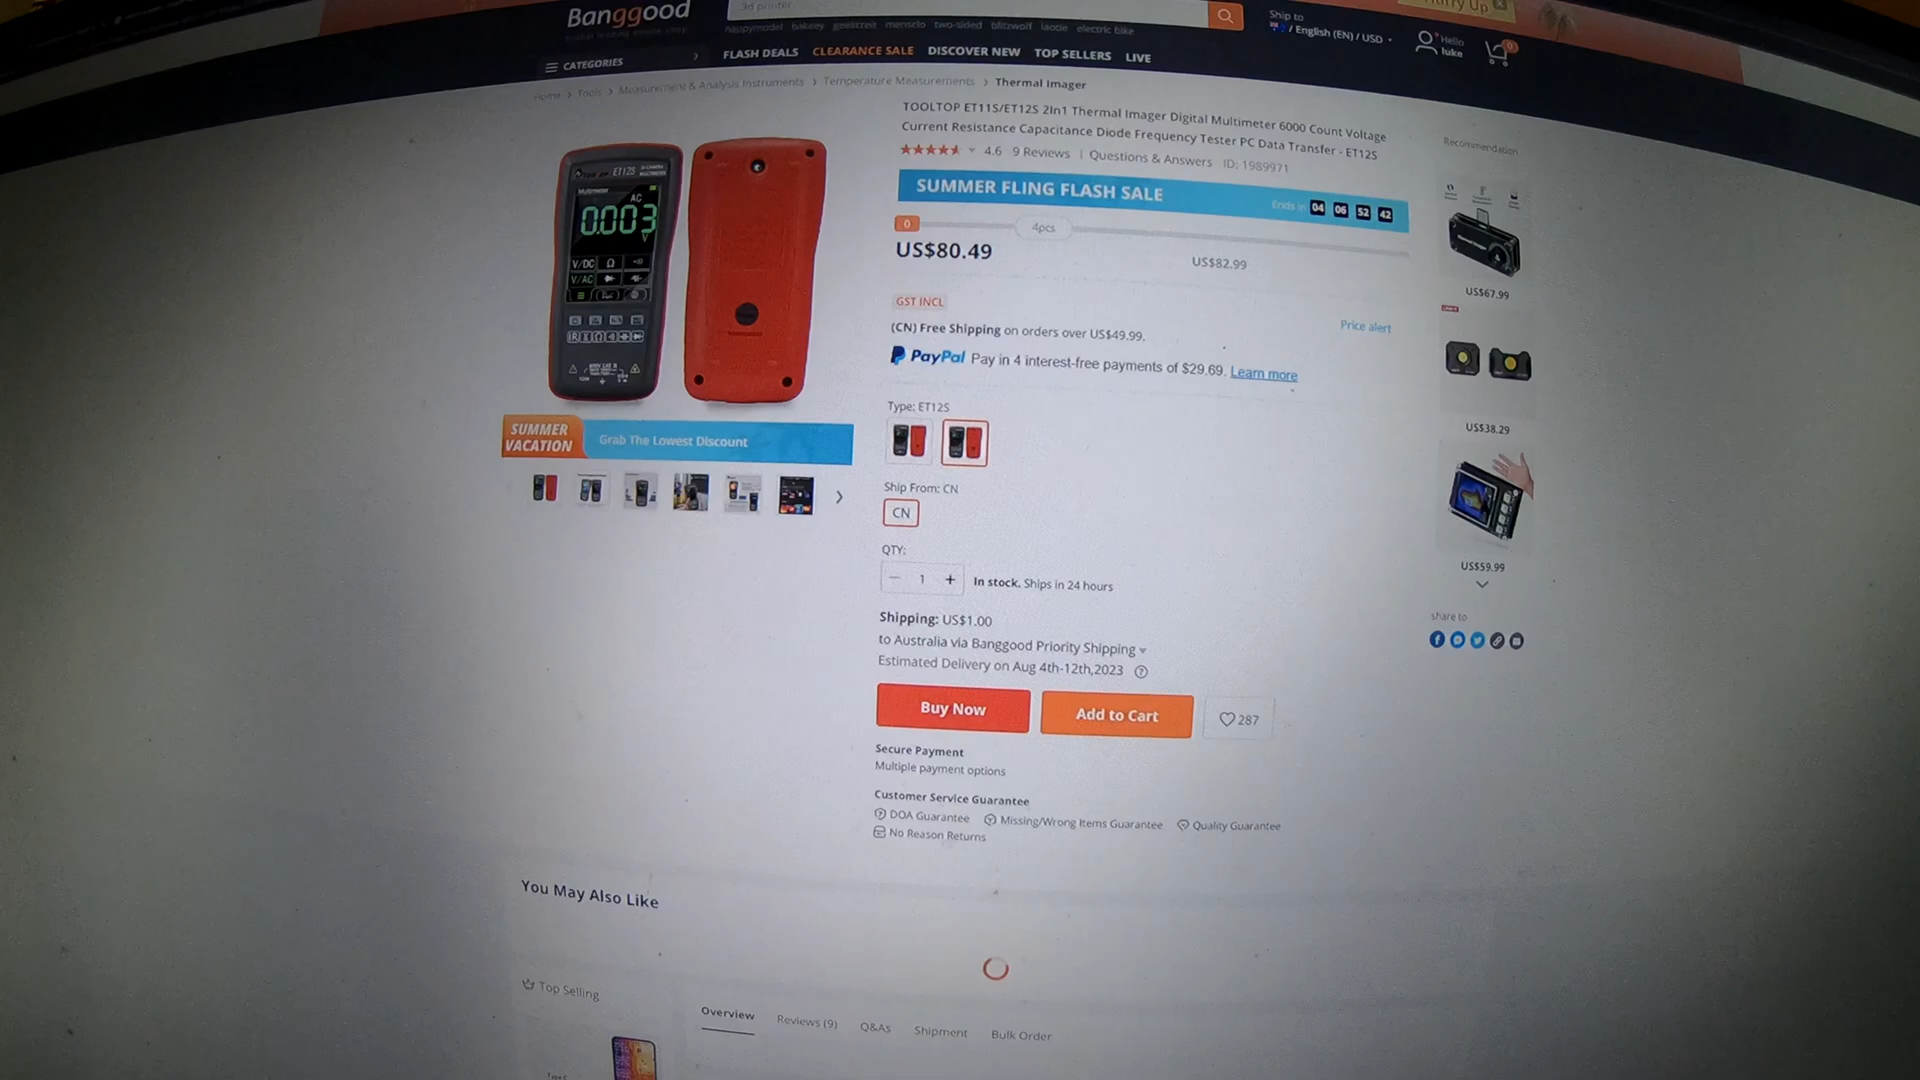 Banggood
3d printer
happymodel bakeey geekcreit mensclo two-sided blitzwolf laotie electric bike
Ship to
/ English (EN) / USD
Hello
luke
0
Hurry Up
CATEGORIES
FLASH DEALS CLEARANCE SALE DISCOVER NEW TOP SELLERS LIVE
Home > Tools > Measurement & Analysis Instruments > Temperature Measurements > Thermal Imager
TOOLTOP ET11S/ET12S 2In1 Thermal Imager Digital Multimeter 6000 Count Voltage
Current Resistance Capacitance Diode Frequency Tester PC Data Transfer - ET12S
4.6 9 Reviews | Questions & Answers ID: 1989971
SUMMER FLING FLASH SALE
Ends in 04 06 52 42
0
4pcs
US$80.49
US$82.99
GST INCL
(CN) Free Shipping on orders over US$49.99.
Price alert
PayPal Pay in 4 interest-free payments of $29.69. Learn more
Type: ET12S
Ship From: CN
CN
QTY:
1
In stock. Ships in 24 hours
Shipping: US$1.00
to Australia via Banggood Priority Shipping
Estimated Delivery on Aug 4th-12th,2023
Buy Now
Add to Cart
287
Secure Payment
Multiple payment options
Customer Service Guarantee
DOA Guarantee Missing/Wrong Items Guarantee Quality Guarantee
No Reason Returns
ET12S
Multimeter
AC
0.003
V
V/DC Ω
V/AC
SUMMER
VACATION
Grab The Lowest Discount
Recommendation
US$67.99
US$38.29
US$59.99
share to
You May Also Like
Top Selling
Overview Reviews (9) Q&As Shipment Bulk Order